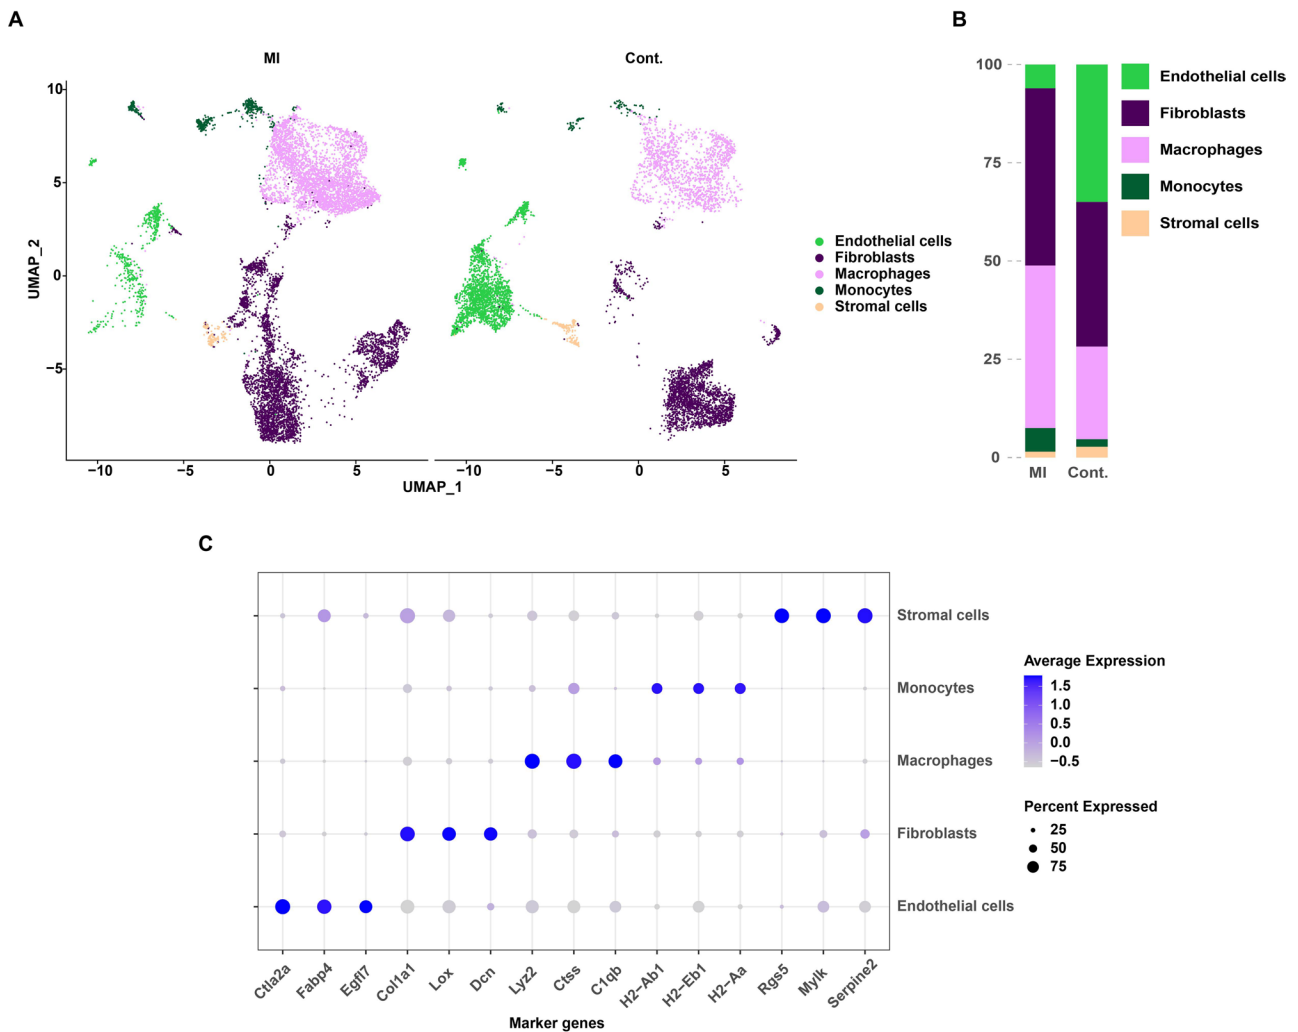 A
MI
Cont.
UMAP_2
10
5
0
−5
−10
−5
0
5
−10
−5
0
5
UMAP_1
Endothelial cells
Fibroblasts
Macrophages
Monocytes
Stromal cells
B
100
75
50
25
0
MI
Cont.
Endothelial cells
Fibroblasts
Macrophages
Monocytes
Stromal cells
C
Stromal cells
Monocytes
Macrophages
Fibroblasts
Endothelial cells
Ctla2a
Fabp4
Egfl7
Col1a1
Lox
Dcn
Lyz2
Ctss
C1qb
H2−Ab1
H2−Eb1
H2−Aa
Rgs5
Mylk
Serpine2
Marker genes
Average Expression
1.5
1.0
0.5
0.0
−0.5
Percent Expressed
25
50
75